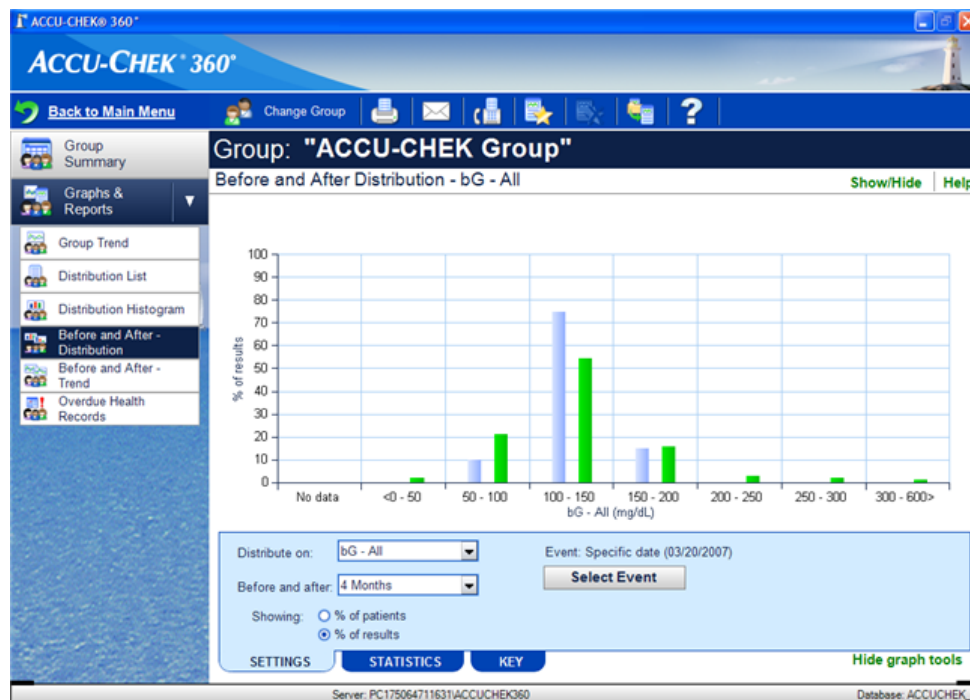 ACCU-CHEK® 360°
ACCU-CHEK® 360°
Back to Main Menu
Change Group
?
Group
Summary
Graphs &
Reports
Group Trend
Distribution List
Distribution Histogram
Before and After -
Distribution
Before and After -
Trend
Overdue Health
Records
Group: "ACCU-CHEK Group"
Before and After Distribution - bG - All
Show/Hide
Help
100
90
80
70
60
50
40
30
20
10
0
% of results
No data
<0 - 50
50 - 100
100 - 150
150 - 200
200 - 250
250 - 300
300 - 600>
bG - All (mg/dL)
Distribute on: bG - All
Event: Specific date (03/20/2007)
Before and after: 4 Months
Select Event
Showing: % of patients
% of results
SETTINGS
STATISTICS
KEY
Hide graph tools
Server: PC175064711631\ACCUCHEK360
Database: ACCUCHEK_